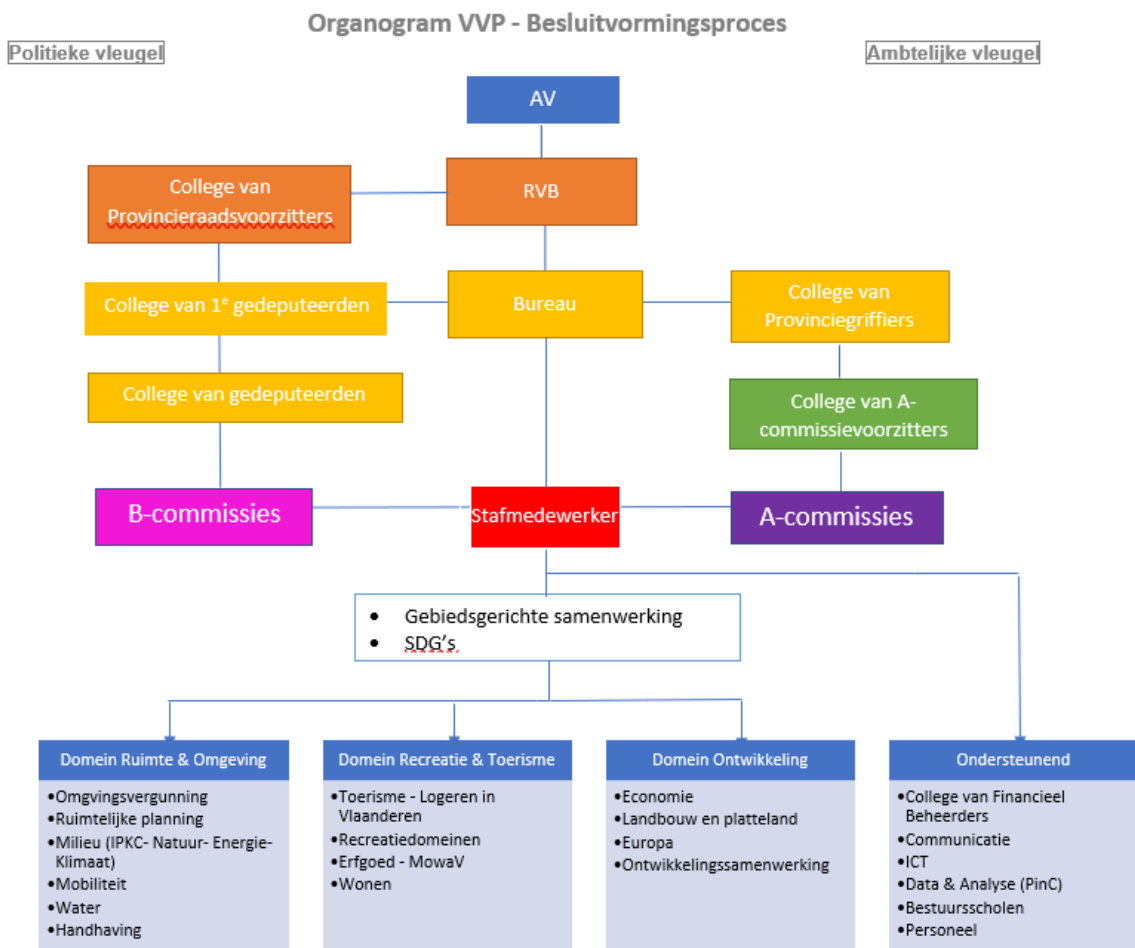 Organogram VVP - Besluitvormingsproces
Politieke vleugel
Ambtelijke vleugel
AV
College van
Provincieraadsvoorzitters
RVB
College van 1e gedeputeerden
Bureau
College van
Provinciegriffiers
College van gedeputeerden
College van A-
commissievoorzitters
B-commissies
Stafmedewerker
A-commissies
• Gebiedsgerichte samenwerking
• SDG's
Domein Ruimte & Omgeving
•Omgvingsvergunning
•Ruimtelijke planning
•Milieu (IPKC- Natuur- Energie-
Klimaat)
•Mobiliteit
•Water
•Handhaving
Domein Recreatie & Toerisme
•Toerisme - Logeren in
Vlaanderen
•Recreatiedomeinen
•Erfgoed - MowaV
•Wonen
Domein Ontwikkeling
•Economie
•Landbouw en platteland
•Europa
•Ontwikkelingssamenwerking
Ondersteunend
•College van Financieel
Beheerders
•Communicatie
•ICT
•Data & Analyse (PinC)
•Bestuursscholen
•Personeel